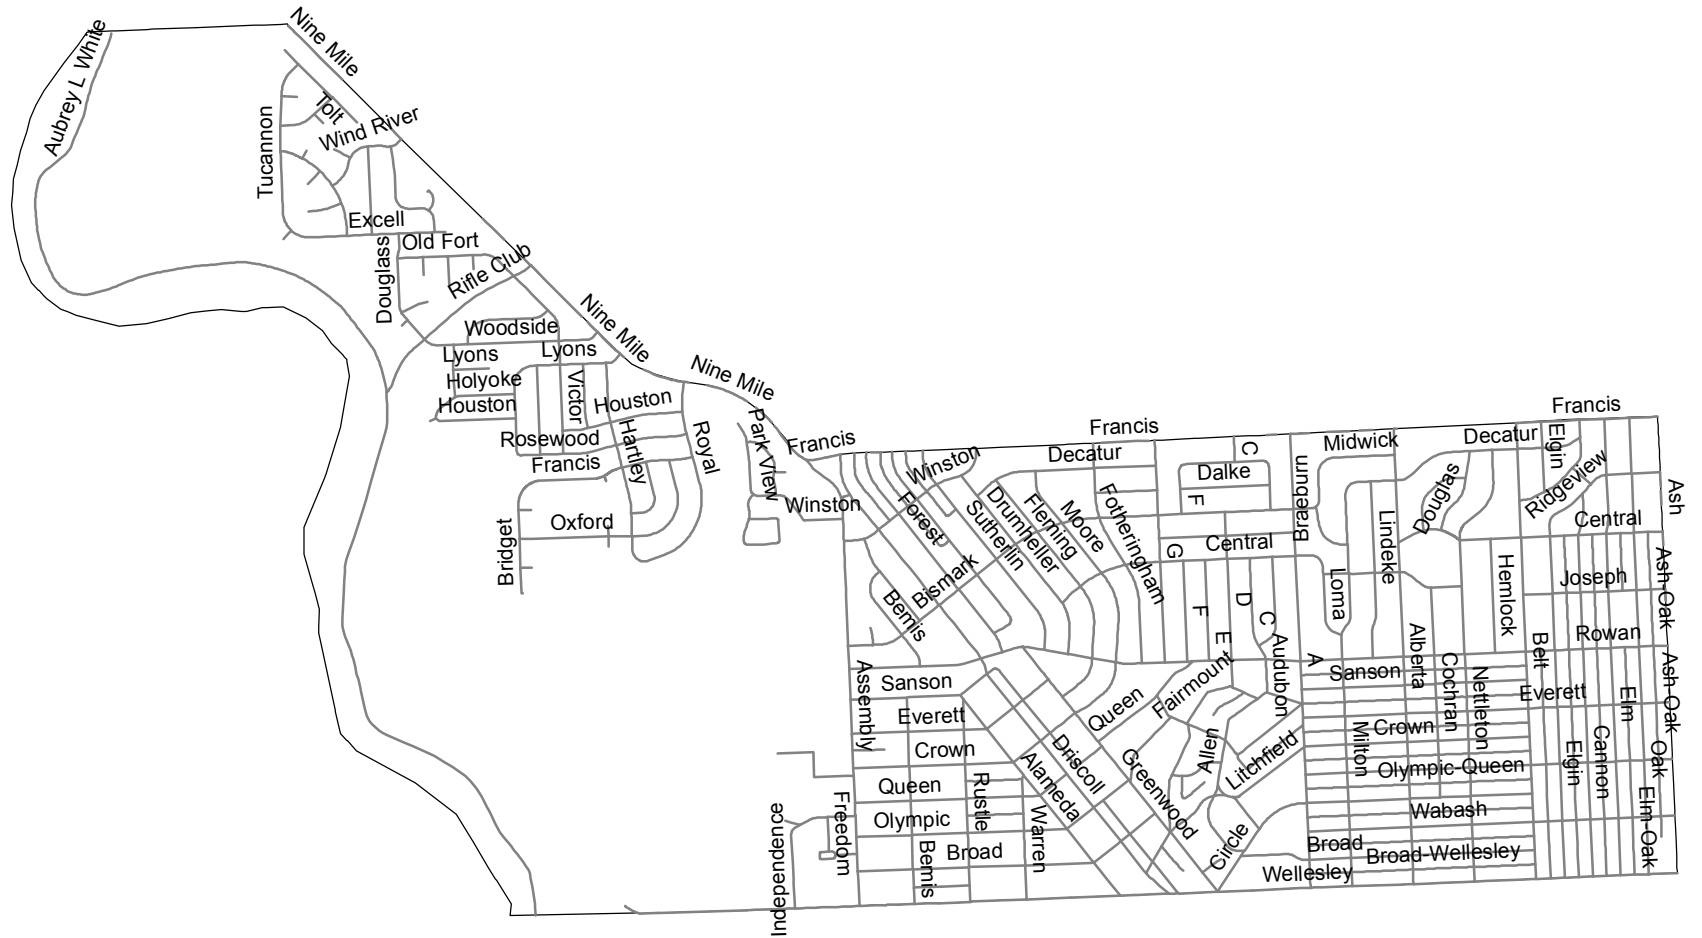 Nine Mile
Aubrey L White
Tolt
Wind River
Tucannon
Excell
Old Fort
Douglass
Rifle Club
Nine Mile
Woodside
Lyons
Lyons
Nine Mile
Holyoke
Victor
Houston
Houston
Francis
Francis
Park View
Francis
Rosewood
Hartley
Royal
Midwick
Decatur
Elgin
Winston
Decatur
C
Francis
Dalke
Braeburn
Douglas
Ridgeview
Ash
Winston
Forest
Sutherlin
Drumheller
Fleming
Moore
Fotheringham
F
Bridget
Oxford
Central
Lindeke
Central
G
Bismark
Bemis
Loma
Hemlock
Joseph
Ash-Oak
F
D
C
E
Audubon
A
Rowan
Belt
Assembly
Sanson
Fairmount
Sanson
Alberta
Cochran
Nettleton
Everett
Elm
Ash-Oak
Everett
Queen
Crown
Crown
Driscoll
Greenwood
Allen
Litchfield
Milton
Olympic-Queen
Elgin
Cannon
Oak
Queen
Rustle
Alameda
Independence
Freedom
Olympic
Warren
Wabash
Elm-Oak
Bemis
Broad
Circle
Broad
Broad-Wellesley
Wellesley